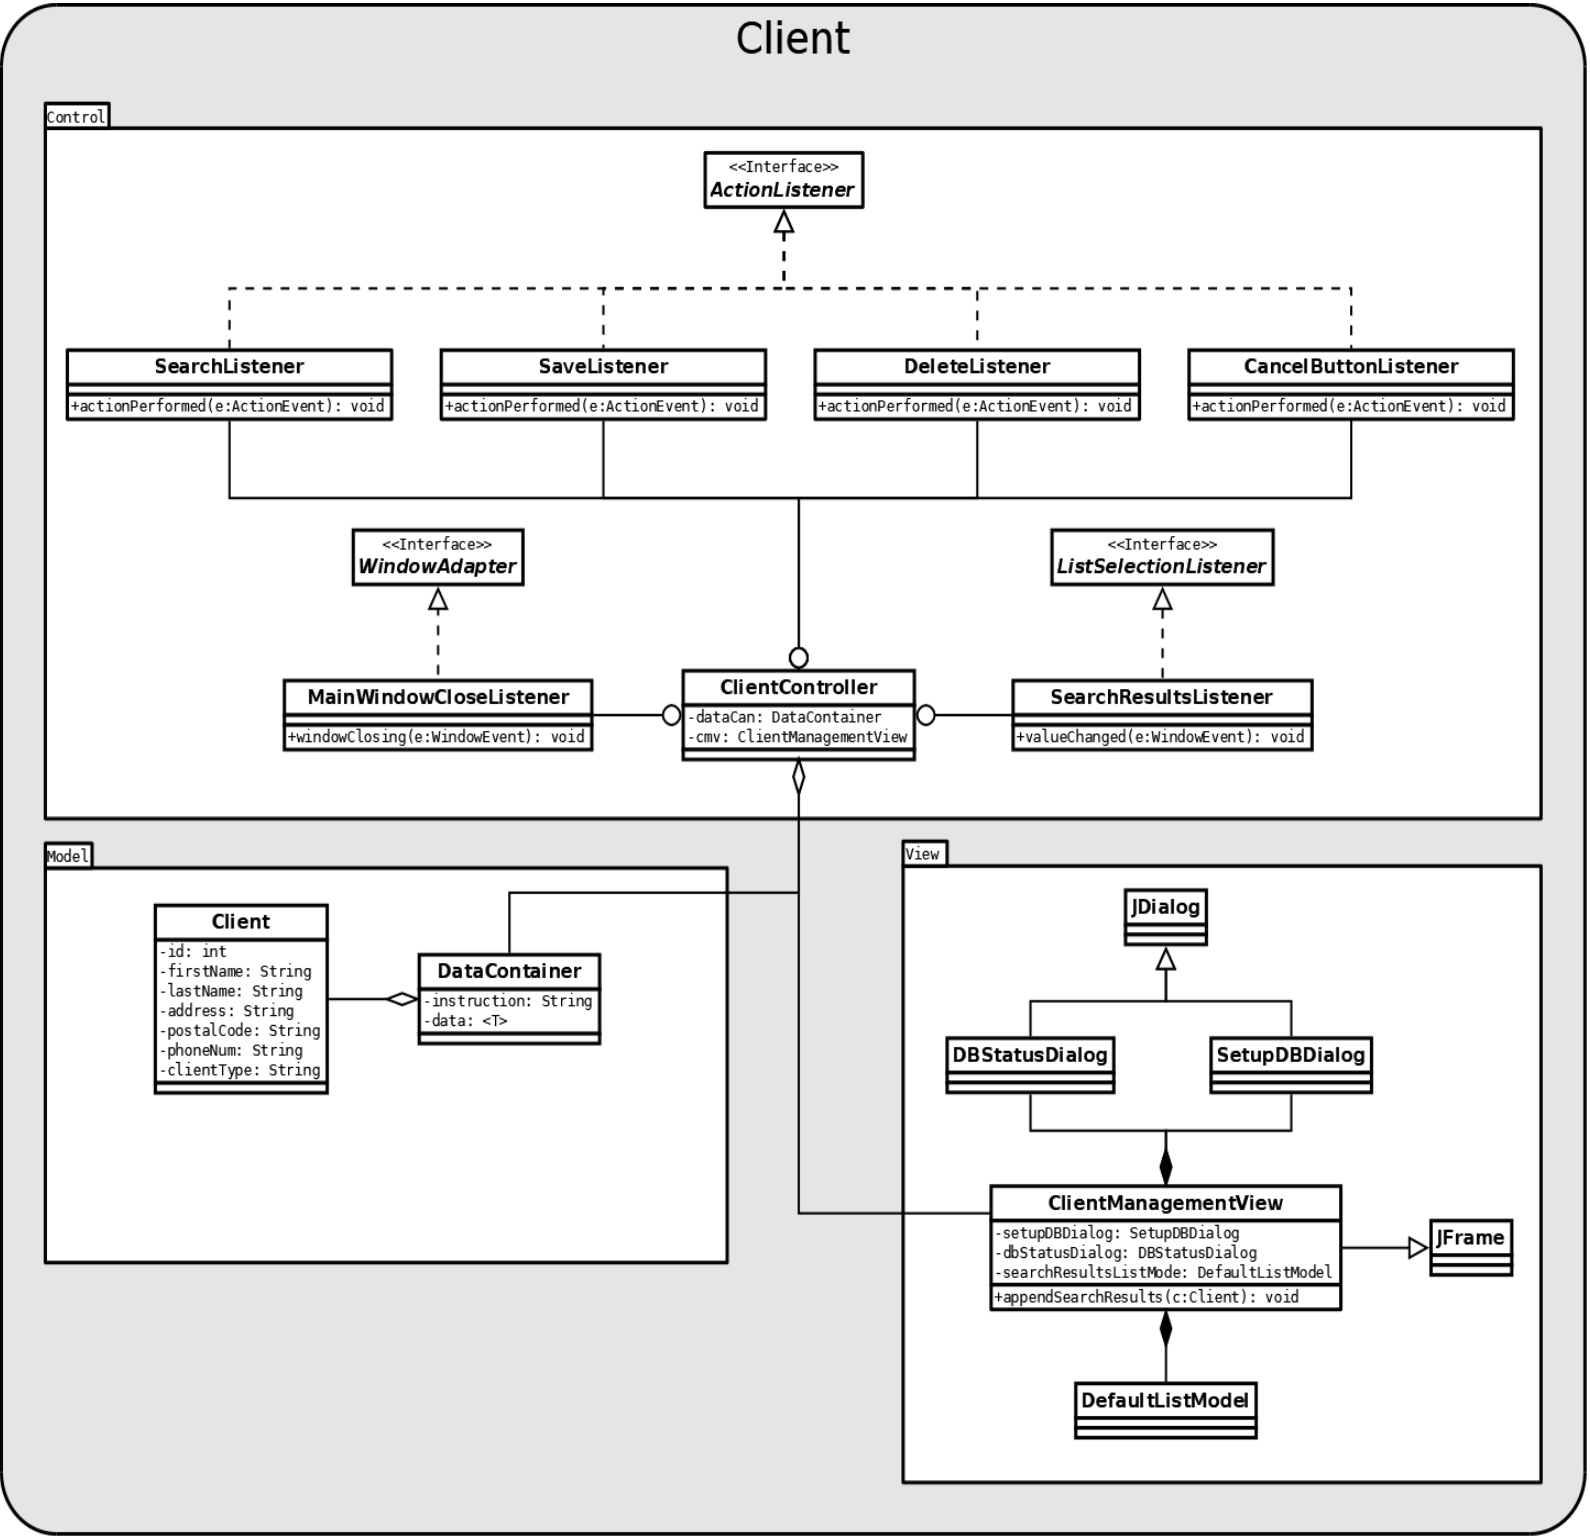 Client
Control
<<Interface>>
ActionListener
SearchListener
+actionPerformed(e:ActionEvent): void
SaveListener
+actionPerformed(e:ActionEvent): void
DeleteListener
+actionPerformed(e:ActionEvent): void
CancelButtonListener
+actionPerformed(e:ActionEvent): void
<<Interface>>
WindowAdapter
<<Interface>>
ListSelectionListener
MainWindowCloseListener
+windowClosing(e:WindowEvent): void
ClientController
-dataCan: DataContainer
-cmv: ClientManagementView
SearchResultsListener
+valueChanged(e:WindowEvent): void
Model
Client
-id: int
-firstName: String
-lastName: String
-address: String
-postalCode: String
-phoneNum: String
-clientType: String
DataContainer
-instruction: String
-data: <T>
View
JDialog
DBStatusDialog
SetupDBDialog
ClientManagementView
-setupDBDialog: SetupDBDialog
-dbStatusDialog: DBStatusDialog
-searchResultsListMode: DefaultListModel
+appendSearchResults(c:Client): void
JFrame
DefaultListModel